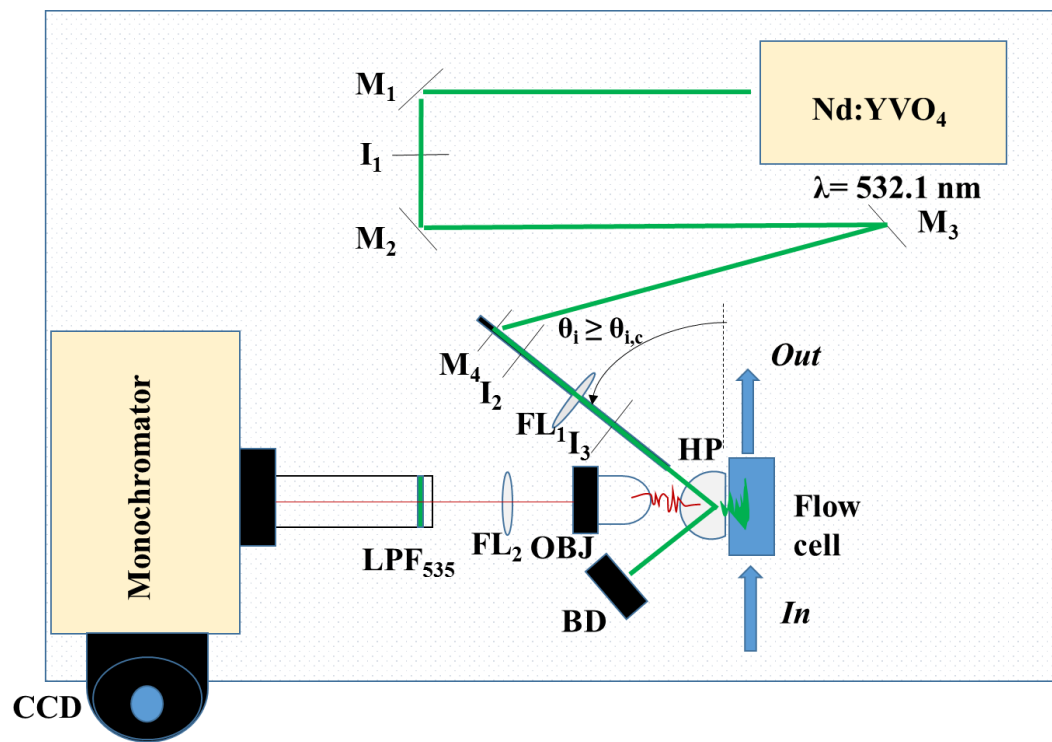 M₁
Nd:YVO₄
I₁
λ= 532.1 nm
M₂
M₃
θᵢ ≥ θᵢ,c
Out
M₄
I₂
FL₁
I₃
HP
Monochromator
Flow
cell
LPF₅₃₅
FL₂
OBJ
BD
In
CCD